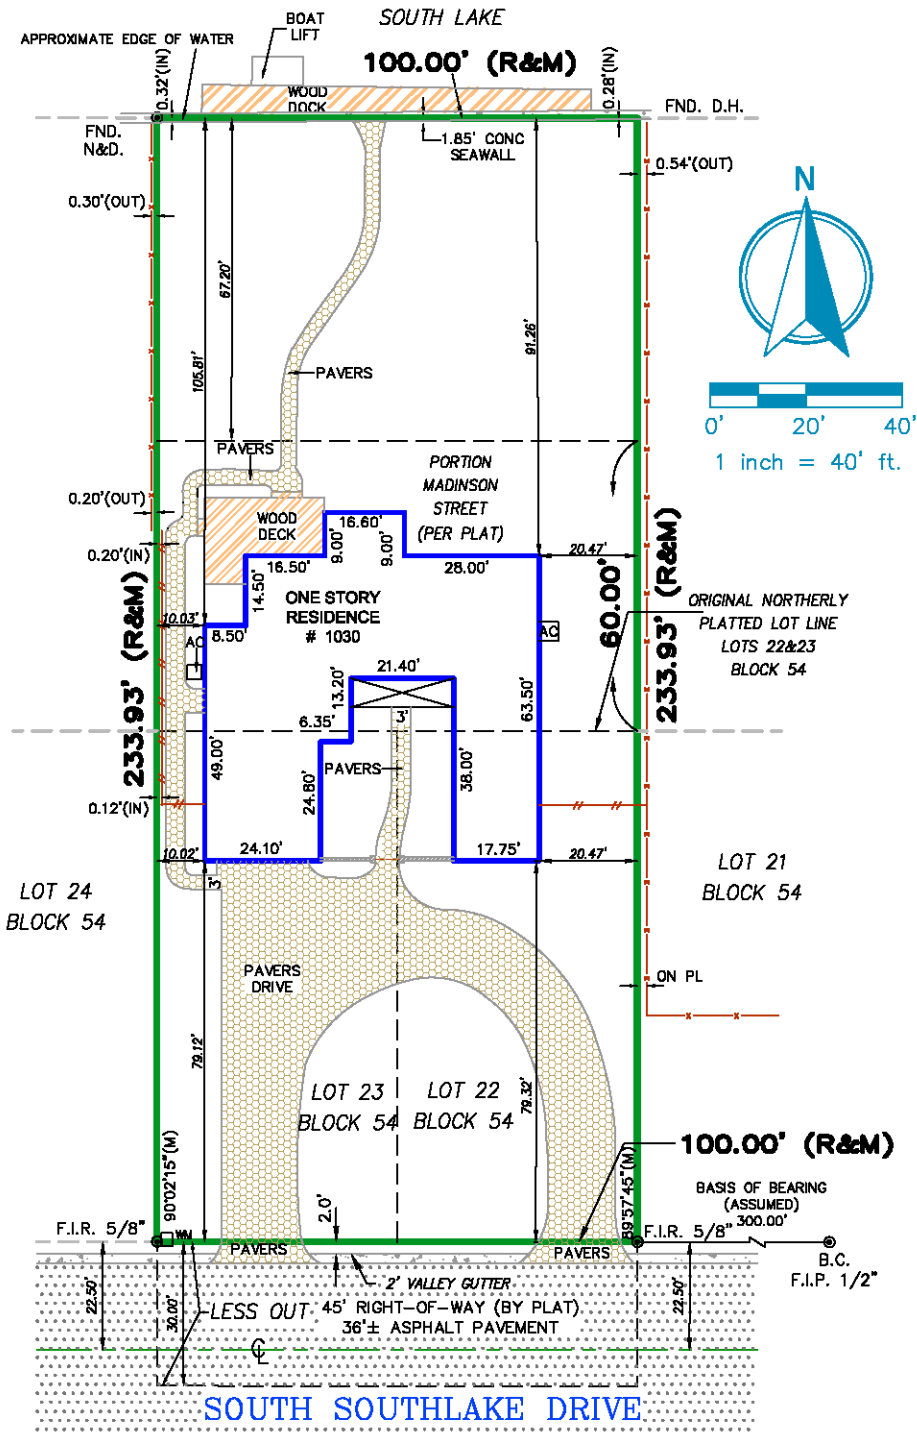 SOUTH LAKE
BOAT
LIFT
APPROXIMATE EDGE OF WATER
100.00' (R&M)
0.32'(IN)
0.28'(IN)
WOOD
DOCK
FND. D.H.
FND.
N&D.
1.85' CONC
SEAWALL
0.54'(OUT)
0.30'(OUT)
N
67.20'
105.81'
91.26'
PAVERS
0' 20' 40'
1 inch = 40' ft.
PAVERS
PORTION
MADINSON
STREET
(PER PLAT)
0.20'(OUT)
WOOD
DECK
16.60'
9.00'
9.00'
0.20'(IN)
16.50'
28.00'
20.47'
14.50'
ONE STORY
RESIDENCE
# 1030
60.00'
233.93' (R&M)
233.93' (R&M)
ORIGINAL NORTHERLY
PLATTED LOT LINE
LOTS 22&23
BLOCK 54
10.03'
8.50'
AC
AC
21.40'
13.20'
63.50'
6.35'
3'
49.00'
PAVERS
24.80'
38.00'
0.12'(IN)
10.02'
24.10'
17.75'
20.47'
3'
LOT 24
BLOCK 54
LOT 21
BLOCK 54
PAVERS
DRIVE
ON PL
79.12'
79.32'
LOT 23
BLOCK 54
LOT 22
BLOCK 54
100.00' (R&M)
90°02'15"(M)
89°57'45"(M)
BASIS OF BEARING
(ASSUMED)
300.00'
2.0'
F.I.R. 5/8"
WM
PAVERS
PAVERS
F.I.R. 5/8"
B.C.
F.I.P. 1/2"
2' VALLEY GUTTER
22.50'
30.00'
22.50'
LESS OUT
45' RIGHT-OF-WAY (BY PLAT)
36'± ASPHALT PAVEMENT
CL
SOUTH SOUTHLAKE DRIVE